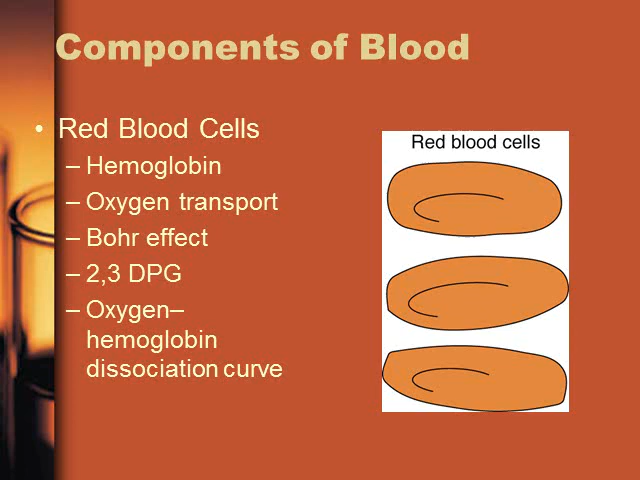 Components of Blood
• Red Blood Cells
– Hemoglobin
– Oxygen transport
– Bohr effect
– 2,3 DPG
– Oxygen–
hemoglobin
dissociation curve
Red blood cells